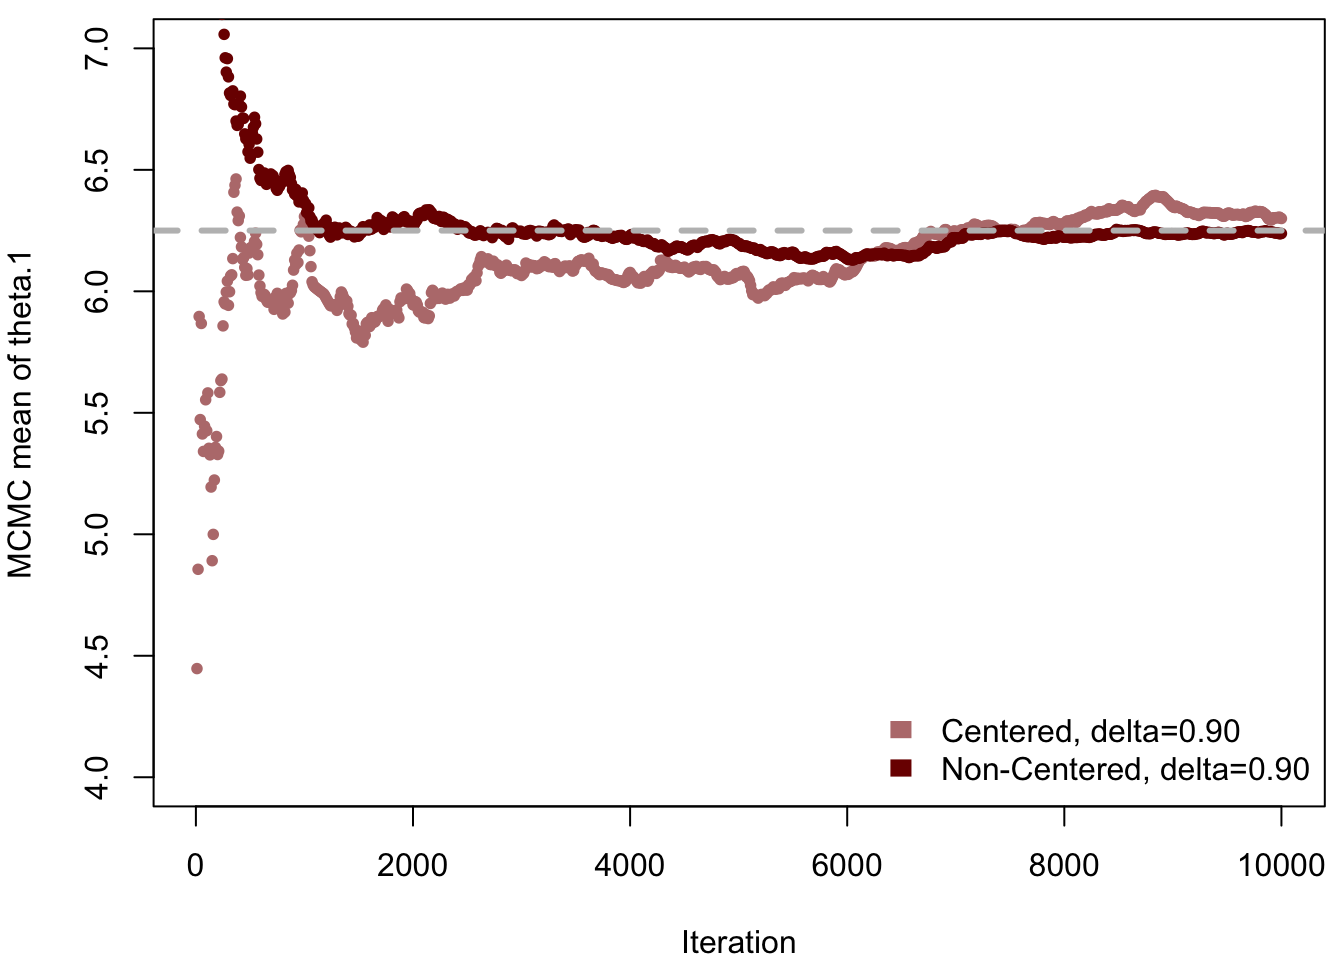 MCMC mean of theta.1
7.0
6.5
6.0
5.5
5.0
4.5
4.0
Centered, delta=0.90
Non-Centered, delta=0.90
0 2000 4000 6000 8000 10000
Iteration